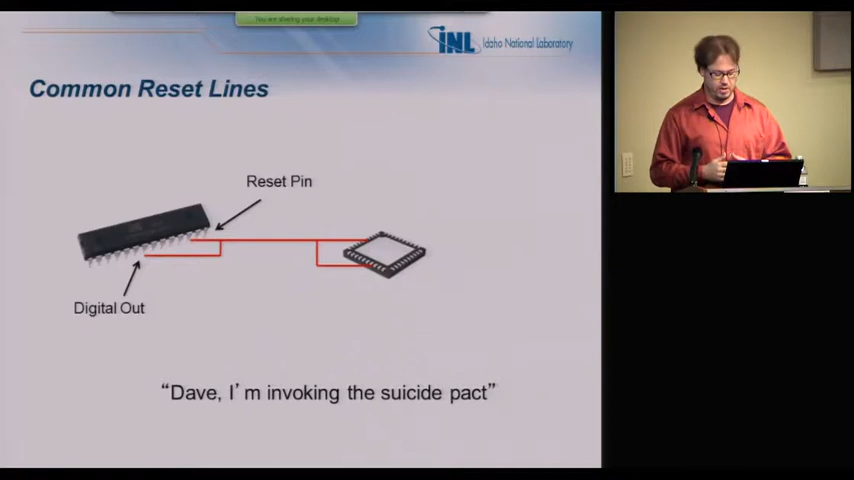 You are sharing your desktop
INL Idaho National Laboratory
Common Reset Lines
Reset Pin
Digital Out
“Dave, I’m invoking the suicide pact”